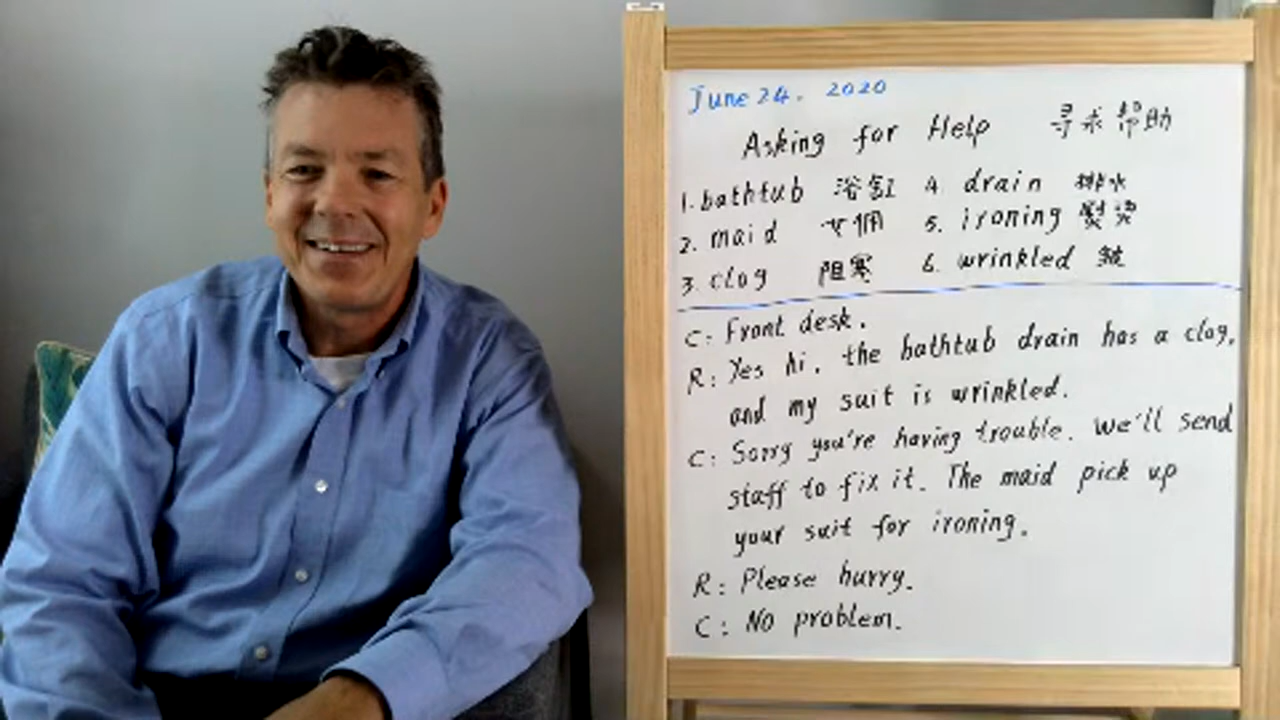 June 24. 2020
Asking for Help 寻求帮助
1. bathtub 浴缸 4. drain 排水
2. maid 女佣 5. ironing 熨烫
3. clog 阻塞 6. wrinkled 皱
C: Front desk.
R: Yes hi. the bathtub drain has a clog,
and my suit is wrinkled.
C: Sorry you're having trouble. We'll send
staff to fix it. The maid pick up
your suit for ironing.
R: Please hurry.
C: No problem.